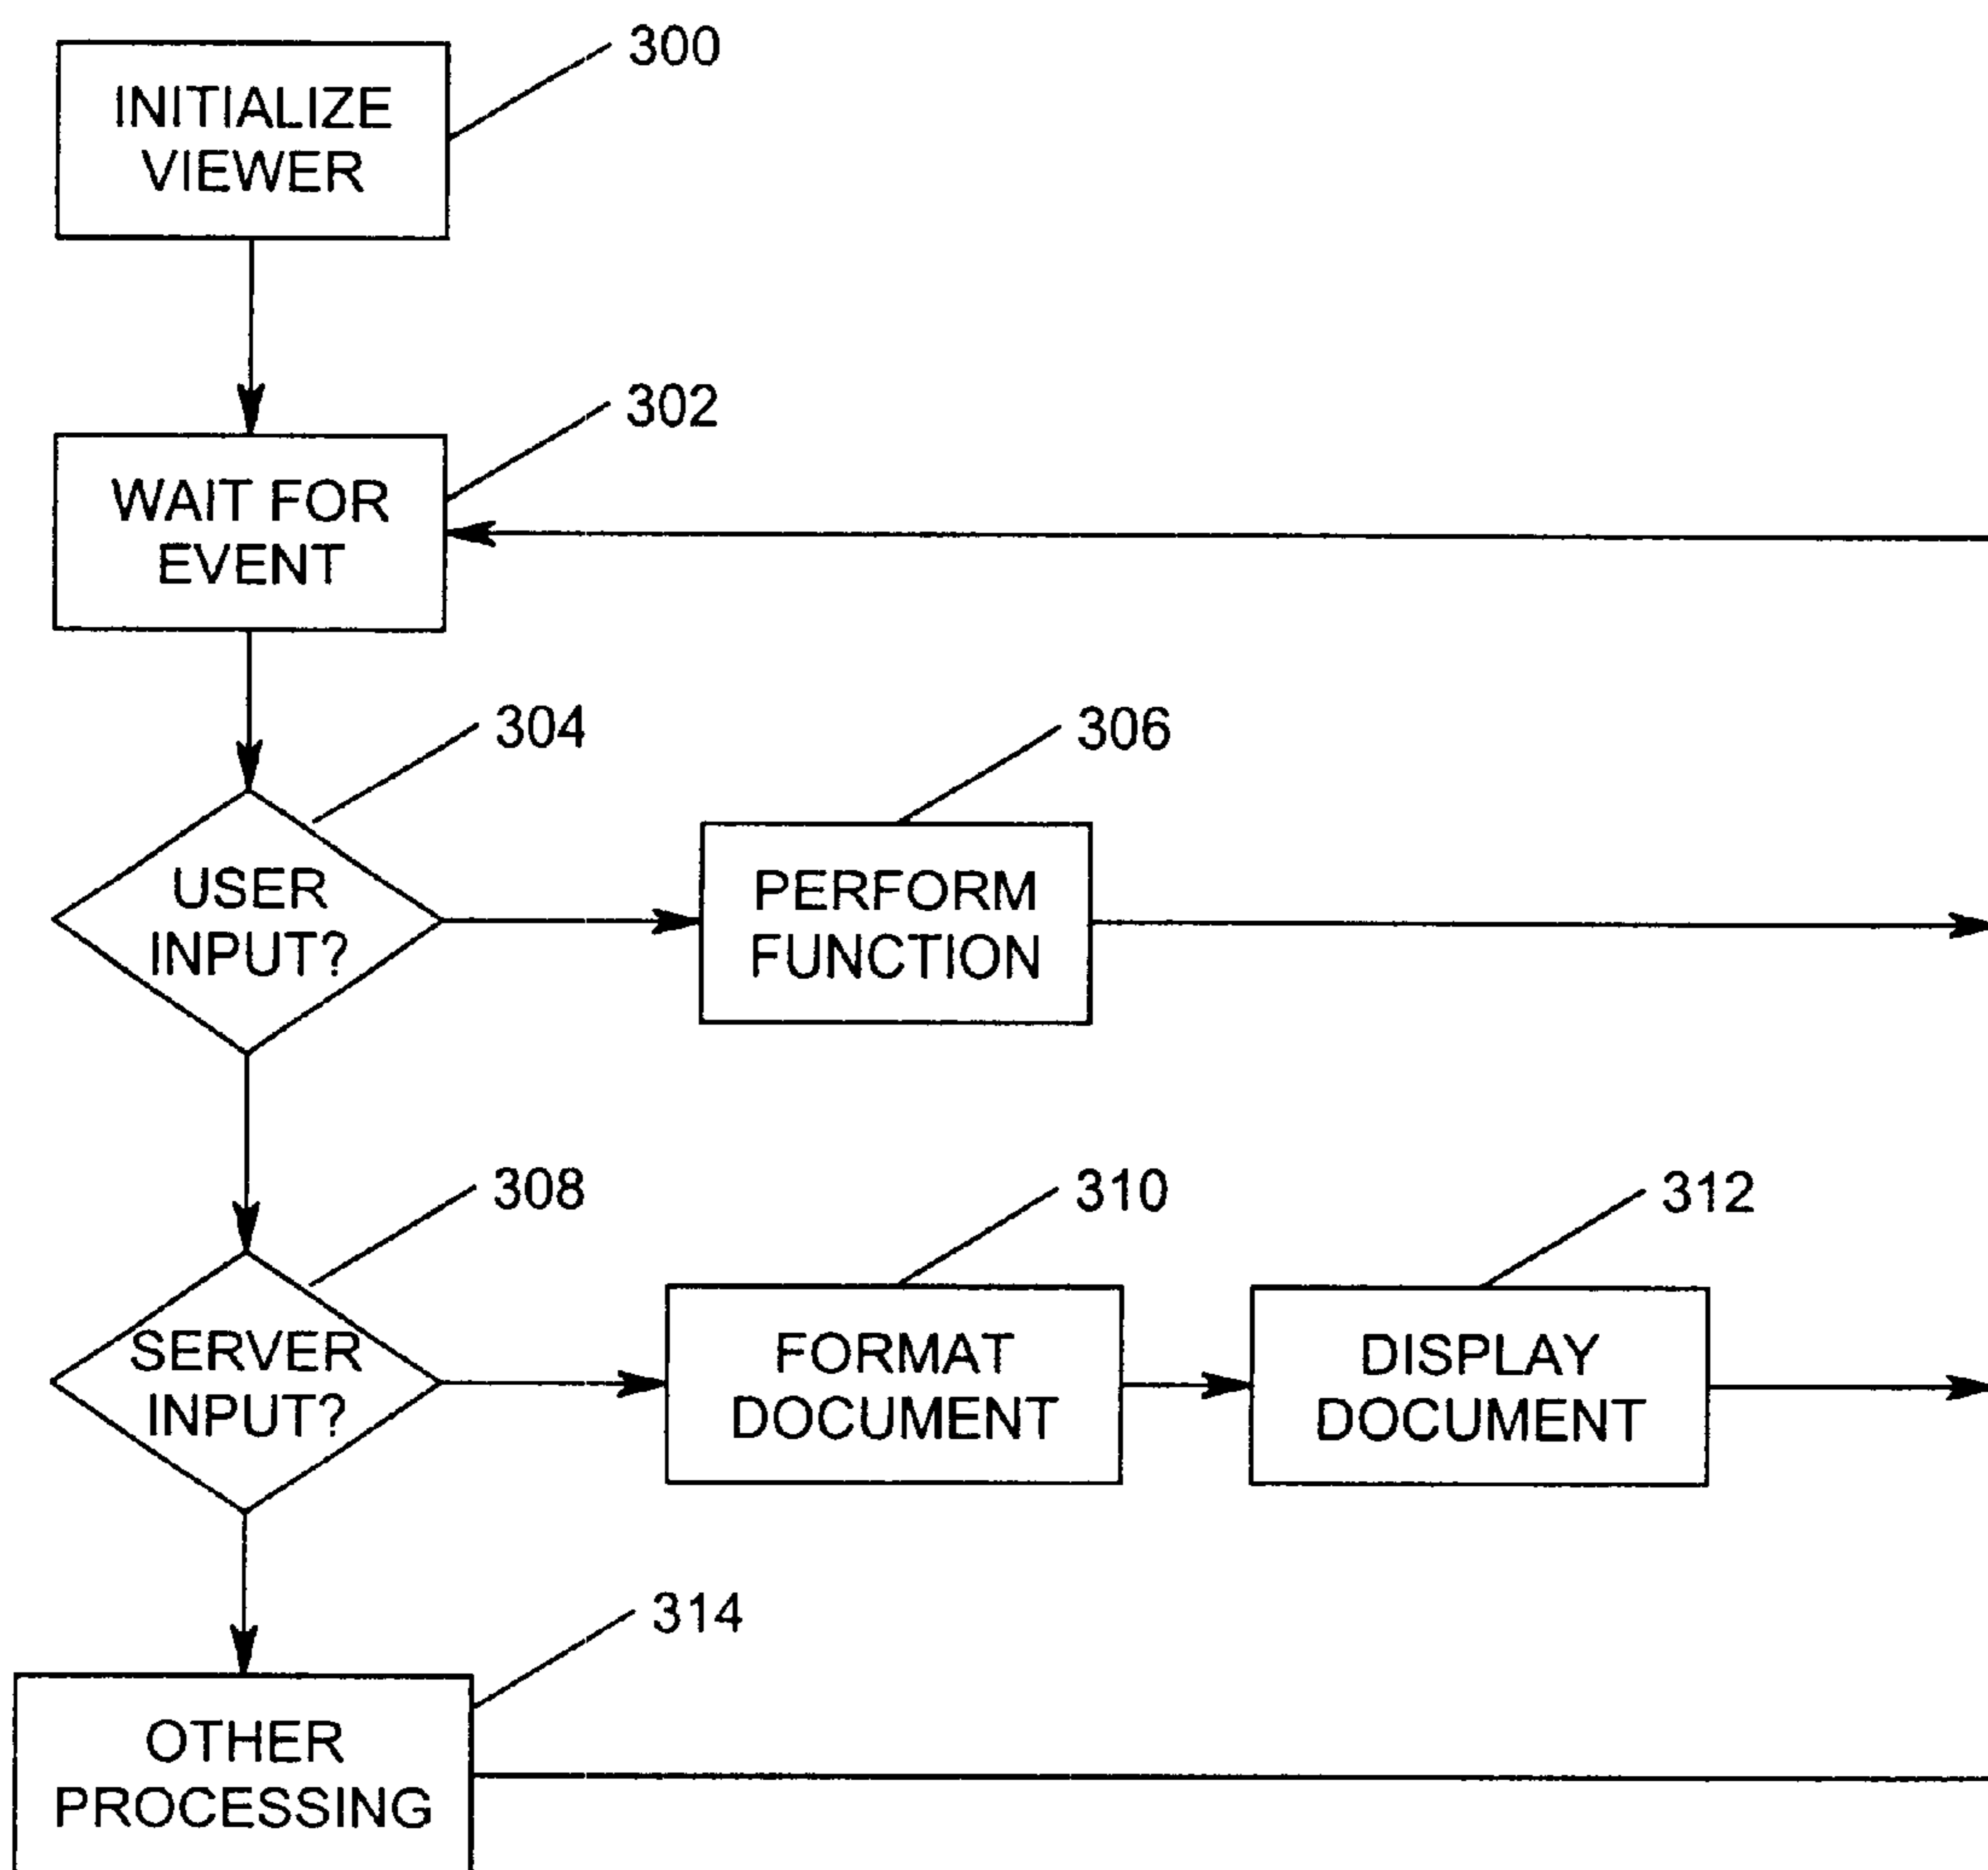 300
INITIALIZE
VIEWER
302
WAIT FOR
EVENT
304
USER
INPUT?
306
PERFORM
FUNCTION
308
SERVER
INPUT?
310
FORMAT
DOCUMENT
312
DISPLAY
DOCUMENT
314
OTHER
PROCESSING